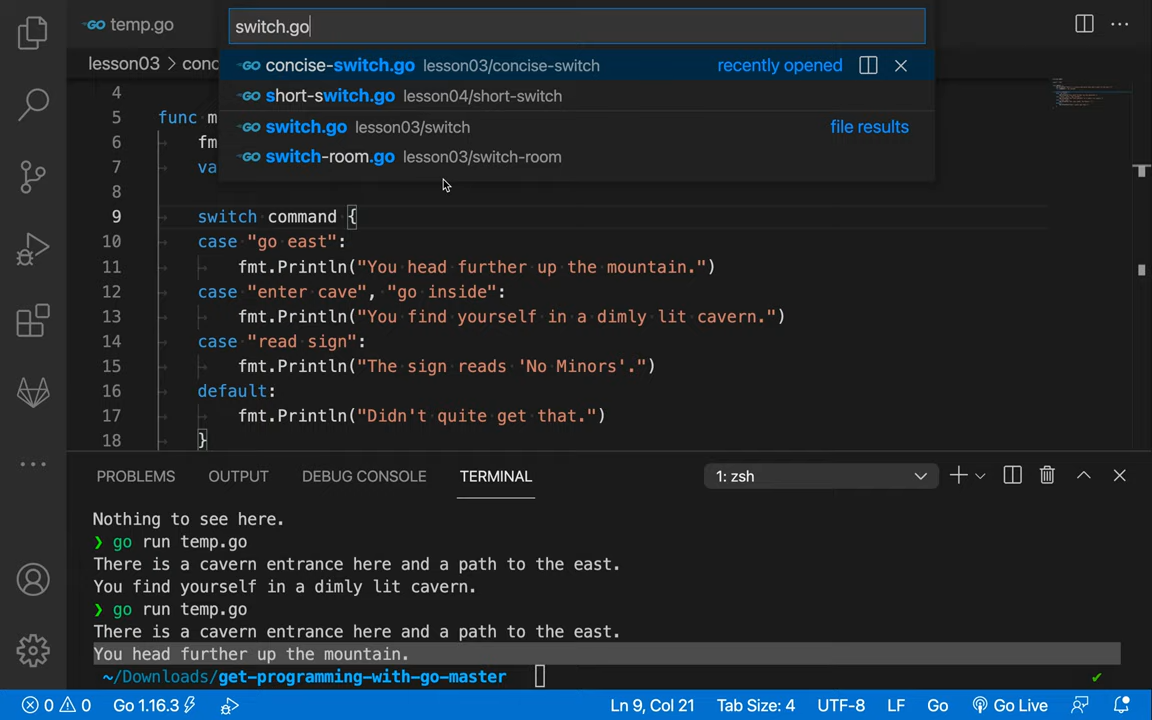 temp.go
switch.go
lesson03 > conc
concise-switch.go lesson03/concise-switch recently opened
short-switch.go lesson04/short-switch
switch.go lesson03/switch file results
switch-room.go lesson03/switch-room
4
5 func m
6 fm
7 va
8
9 switch command {
10 case "go east":
11 fmt.Println("You head further up the mountain.")
12 case "enter cave", "go inside":
13 fmt.Println("You find yourself in a dimly lit cavern.")
14 case "read sign":
15 fmt.Println("The sign reads 'No Minors'.")
16 default:
17 fmt.Println("Didn't quite get that.")
18 }
PROBLEMS OUTPUT DEBUG CONSOLE TERMINAL 1: zsh
Nothing to see here.
❯ go run temp.go
There is a cavern entrance here and a path to the east.
You find yourself in a dimly lit cavern.
❯ go run temp.go
There is a cavern entrance here and a path to the east.
You head further up the mountain.
~/Downloads/get-programming-with-go-master ✔
0 0 Go 1.16.3 Ln 9, Col 21 Tab Size: 4 UTF-8 LF Go Go Live